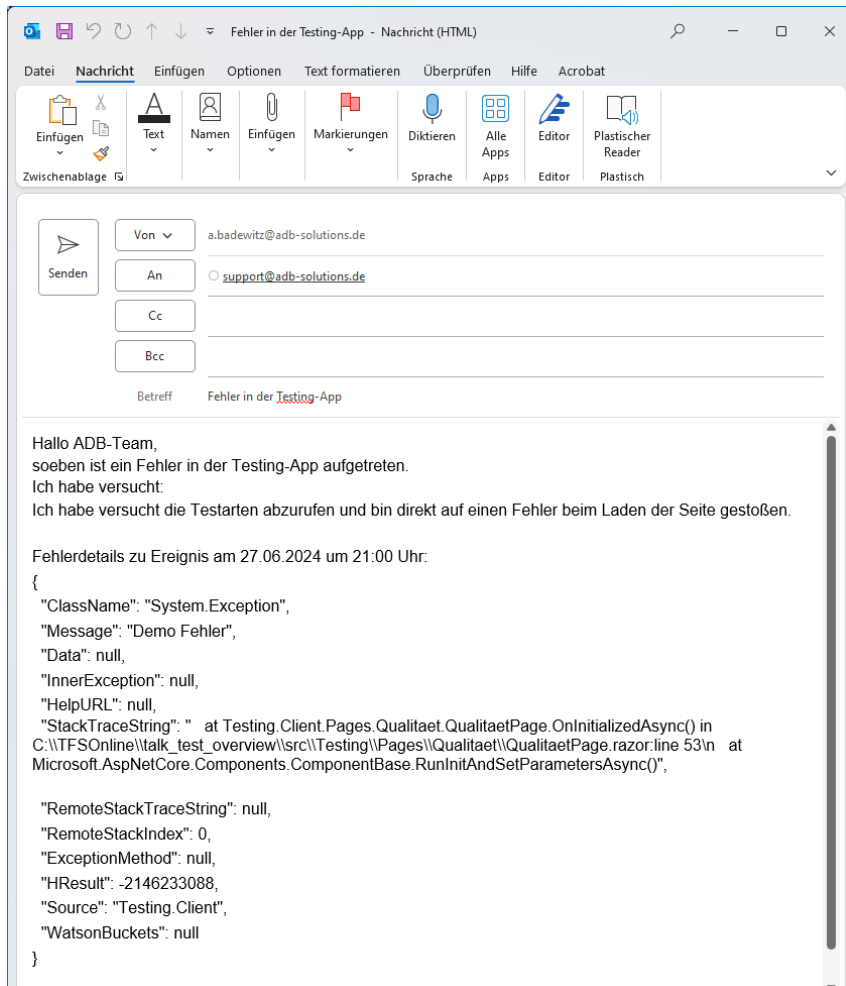 Fehler in der Testing-App - Nachricht (HTML)
Datei Nachricht Einfügen Optionen Text formatieren Überprüfen Hilfe Acrobat
Einfügen Text Namen Einfügen Markierungen Diktieren Alle Apps Editor Plastischer Reader
Zwischenablage Sprache Apps Editor Plastisch
Senden
Von a.badewitz@adb-solutions.de
An support@adb-solutions.de
Cc
Bcc
Betreff Fehler in der Testing-App
Hallo ADB-Team,
soeben ist ein Fehler in der Testing-App aufgetreten.
Ich habe versucht:
Ich habe versucht die Testarten abzurufen und bin direkt auf einen Fehler beim Laden der Seite gestoßen.
Fehlerdetails zu Ereignis am 27.06.2024 um 21:00 Uhr:
{
"ClassName": "System.Exception",
"Message": "Demo Fehler",
"Data": null,
"InnerException": null,
"HelpURL": null,
"StackTraceString": "   at Testing.Client.Pages.Qualitaet.QualitaetPage.OnInitializedAsync() in
C:\\TFSOnline\\talk_test_overview\\src\\Testing\\Pages\\Qualitaet\\QualitaetPage.razor:line 53\n   at
Microsoft.AspNetCore.Components.ComponentBase.RunInitAndSetParametersAsync()",
"RemoteStackTraceString": null,
"RemoteStackIndex": 0,
"ExceptionMethod": null,
"HResult": -2146233088,
"Source": "Testing.Client",
"WatsonBuckets": null
}